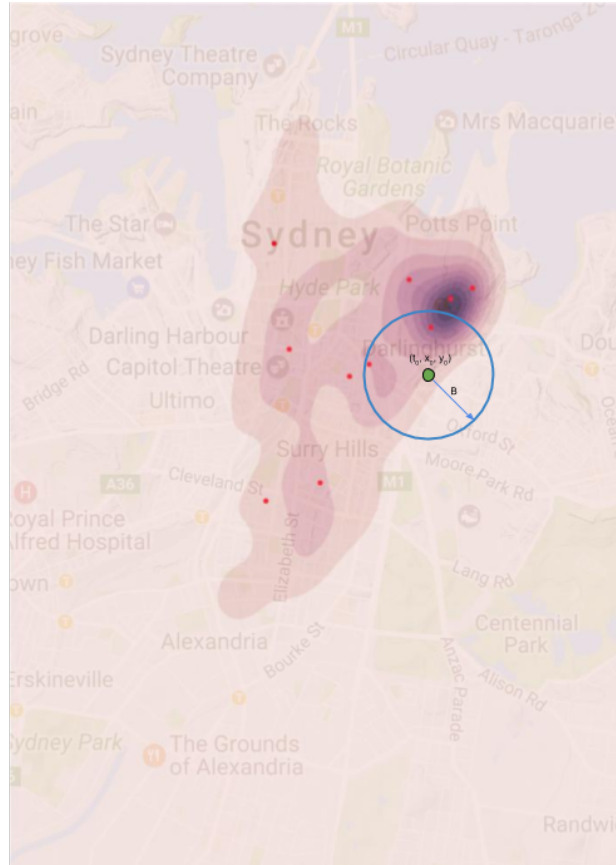 grove
M1
Circular Quay - Taronga Zo
Sydney Theatre
Company
ain
The Rocks
Mrs Macquarie
Royal Botanic
Gardens
The Star
Potts Point
Sydney
ney Fish Market
Hyde Park
Darling Harbour
Darlinghurst
Dou
Capitol Theatre
(t0, x0, y0)
B
Bridge Rd
Ultimo
Oxford St
Ocean
Surry Hills
Moore Park Rd
Cleveland St
A36
M1
H
Royal Prince
Alfred Hospital
Elizabeth St
Lang Rd
own
Centennial
Park
Alexandria
Bourke St
Anzac Parade
Alison Rd
Erskineville
Sydney Park
The Grounds
of Alexandria
Randwi